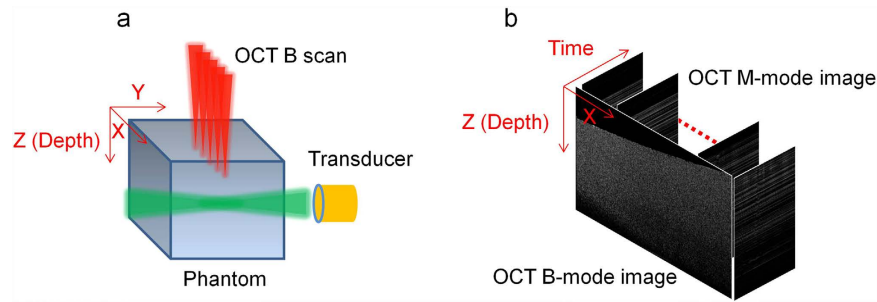 a
OCT B scan
Y
X
Z (Depth)
Transducer
Phantom
b
Time
OCT M-mode image
X
Z (Depth)
OCT B-mode image